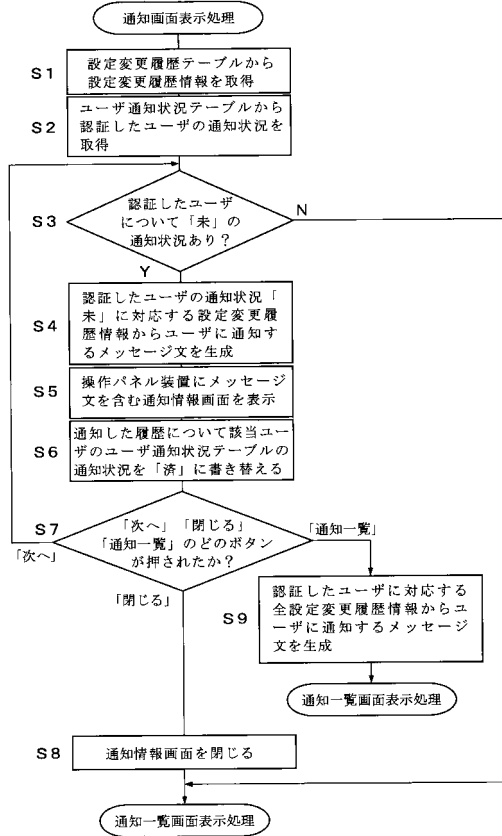 通知画面表示処理
S1
設定変更履歴テーブルから
設定変更履歴情報を取得
S2
ユーザ通知状況テーブルから
認証したユーザの通知状況を
取得
S3
認証したユーザ
について「未」の
通知状況あり?
N
Y
S4
認証したユーザの通知状況「
未」に対応する設定変更履
歴情報からユーザに通知す
るメッセージ文を生成
S5
操作パネル装置にメッセージ
文を含む通知情報画面を表示
S6
通知した履歴について該当ユー
ザのユーザ通知状況テーブルの
通知状況を「済」に書き替える
S7
「次へ」「閉じる」
「通知一覧」のどのボタン
が押されたか?
「次へ」
「通知一覧」
「閉じる」
S9
認証したユーザに対応する
全設定変更履歴情報からユ
ーザに通知するメッセージ
文を生成
通知一覧画面表示処理
S8
通知情報画面を閉じる
通知一覧画面表示処理